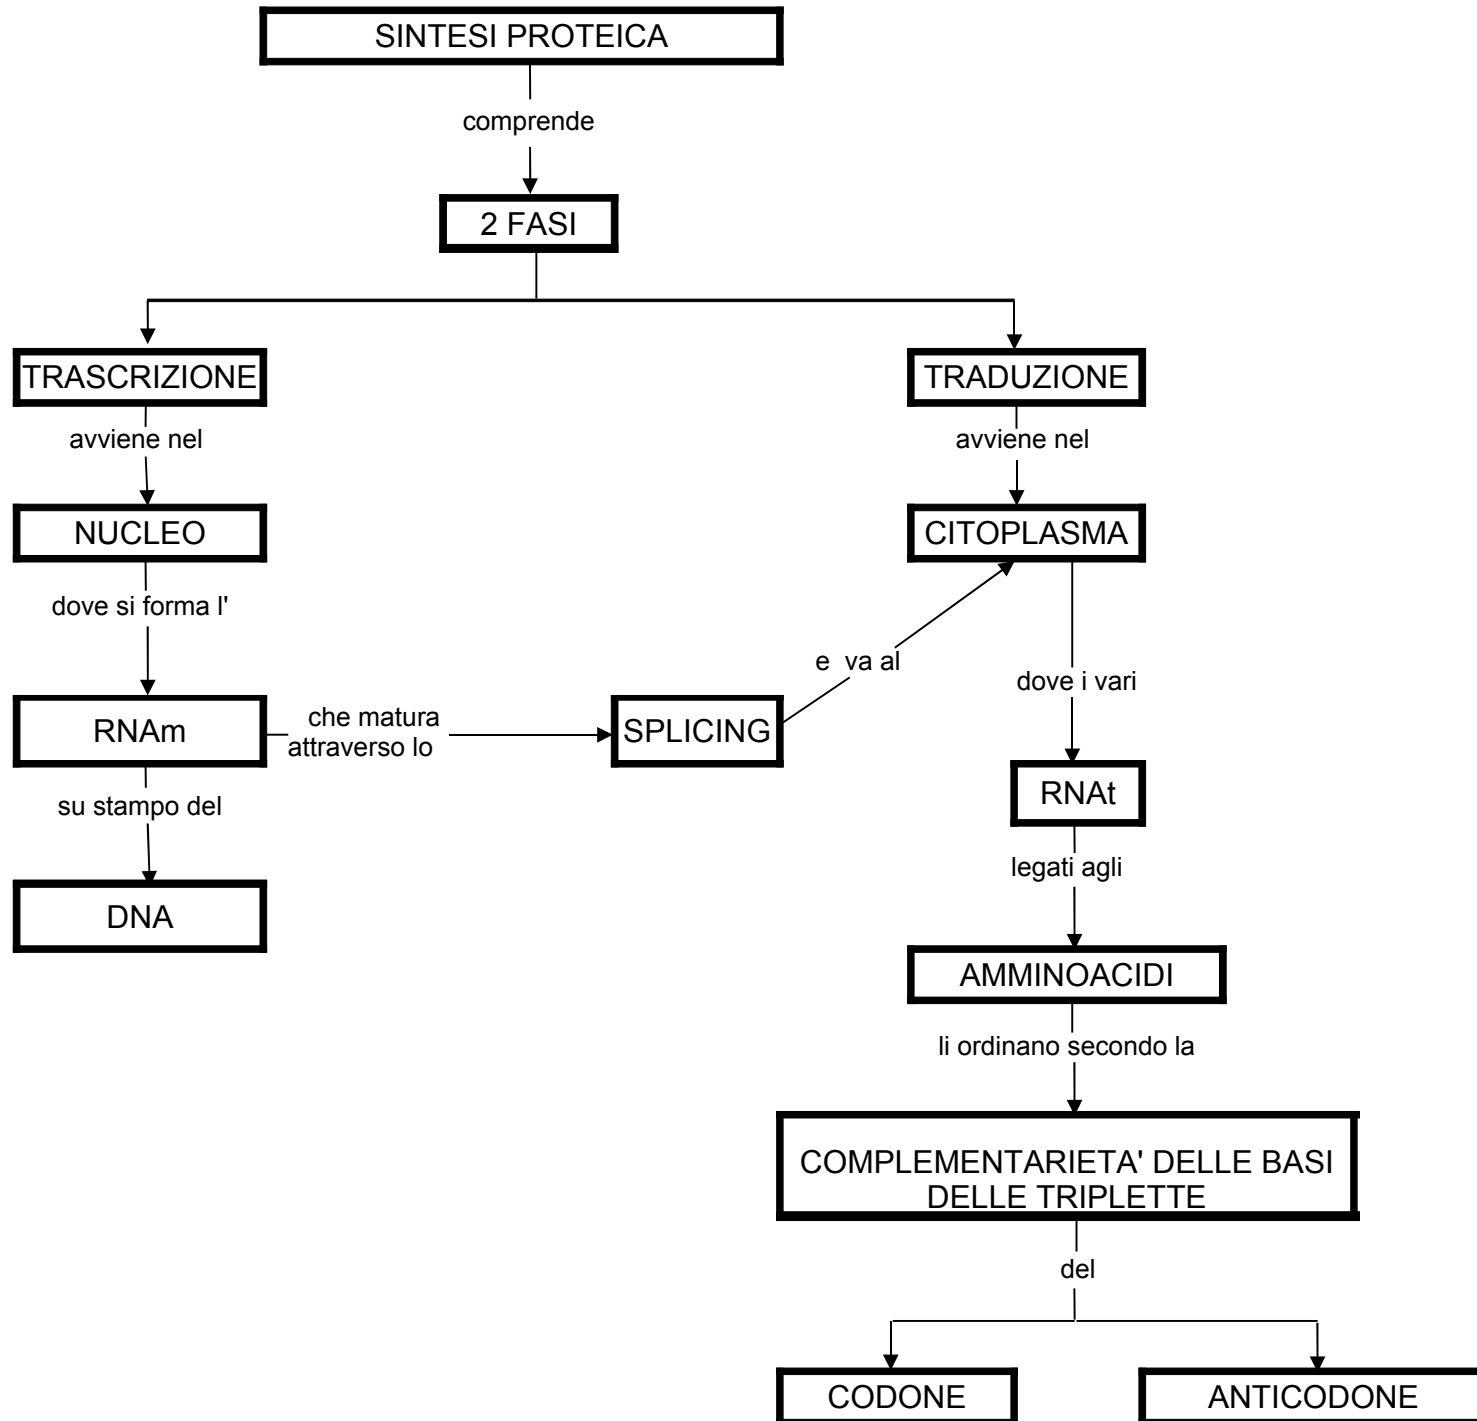 SINTESI PROTEICA
comprende
2 FASI
TRASCRIZIONE
TRADUZIONE
avviene nel
avviene nel
NUCLEO
CITOPLASMA
dove si forma l'
e va al
dove i vari
RNAm
che matura
attraverso lo
SPLICING
RNAt
su stampo del
legati agli
DNA
AMMINOACIDI
li ordinano secondo la
COMPLEMENTARIETA' DELLE BASI
DELLE TRIPLETTE
del
CODONE
ANTICODONE